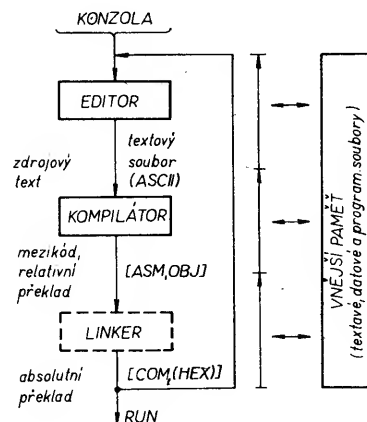 KONZOLA
EDITOR
zdrojový
text
textový
soubor
(ASCII)
KOMPILÁTOR
mezikód,
relativní
překlad
[ASM, OBJ]
LINKER
absolutní
překlad
[COM, (HEX)]
RUN
VNĚJŠÍ PAMĚŤ
(textavé, datové a program. soubory)